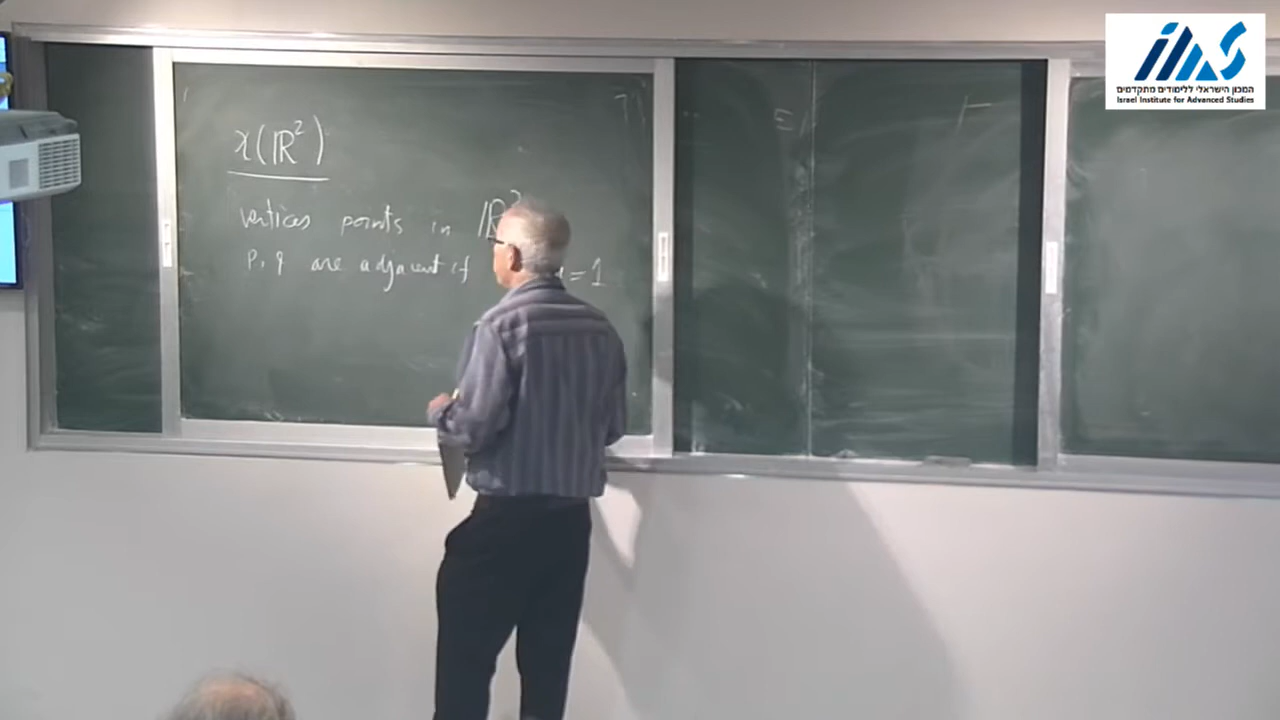 χ(ℝ²)
vertices points in ℝ²
p, q are adjacent if = 1
המכון הישראלי ללימודים מתקדמים
Israel Institute for Advanced Studies